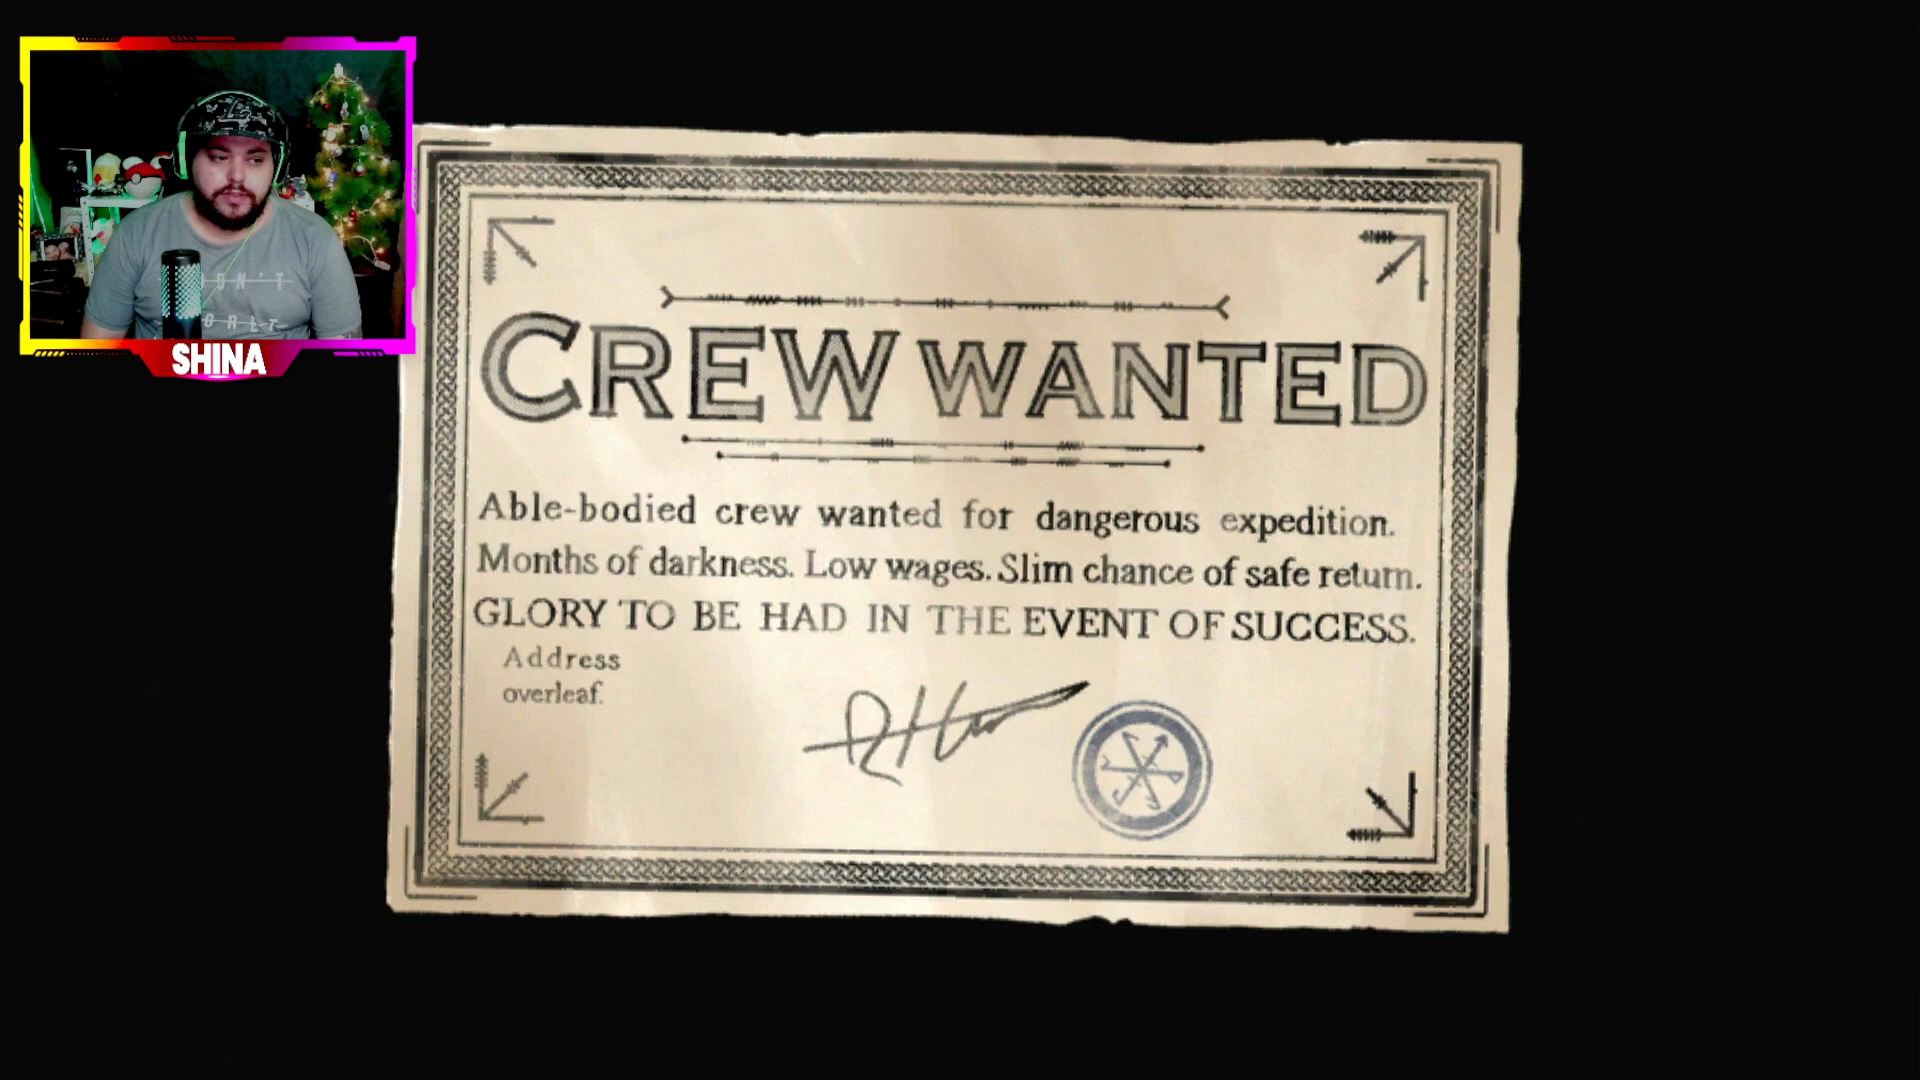 SHINA
CREW WANTED
Able-bodied crew wanted for dangerous expedition.
Months of darkness. Low wages. Slim chance of safe return.
GLORY TO BE HAD IN THE EVENT OF SUCCESS.
Address
overleaf.